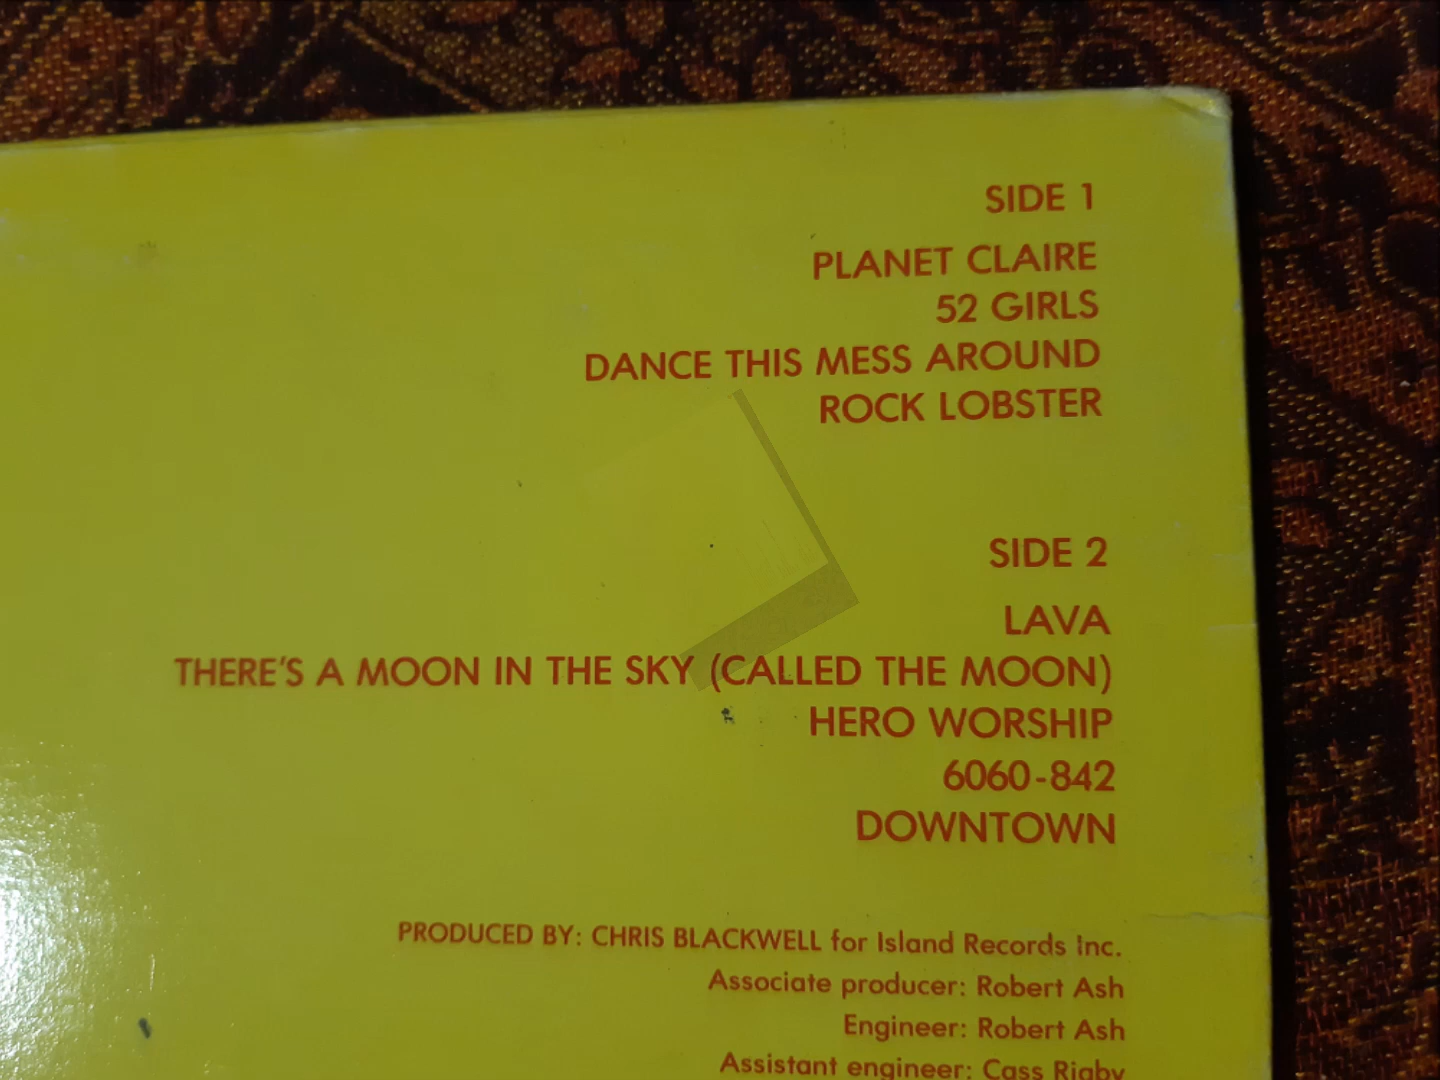 SIDE 1
PLANET CLAIRE
52 GIRLS
DANCE THIS MESS AROUND
ROCK LOBSTER
SIDE 2
LAVA
THERE'S A MOON IN THE SKY (CALLED THE MOON)
HERO WORSHIP
6060-842
DOWNTOWN
PRODUCED BY: CHRIS BLACKWELL for Island Records Inc.
Associate producer: Robert Ash
Engineer: Robert Ash
Assistant engineer: Cass Rigby